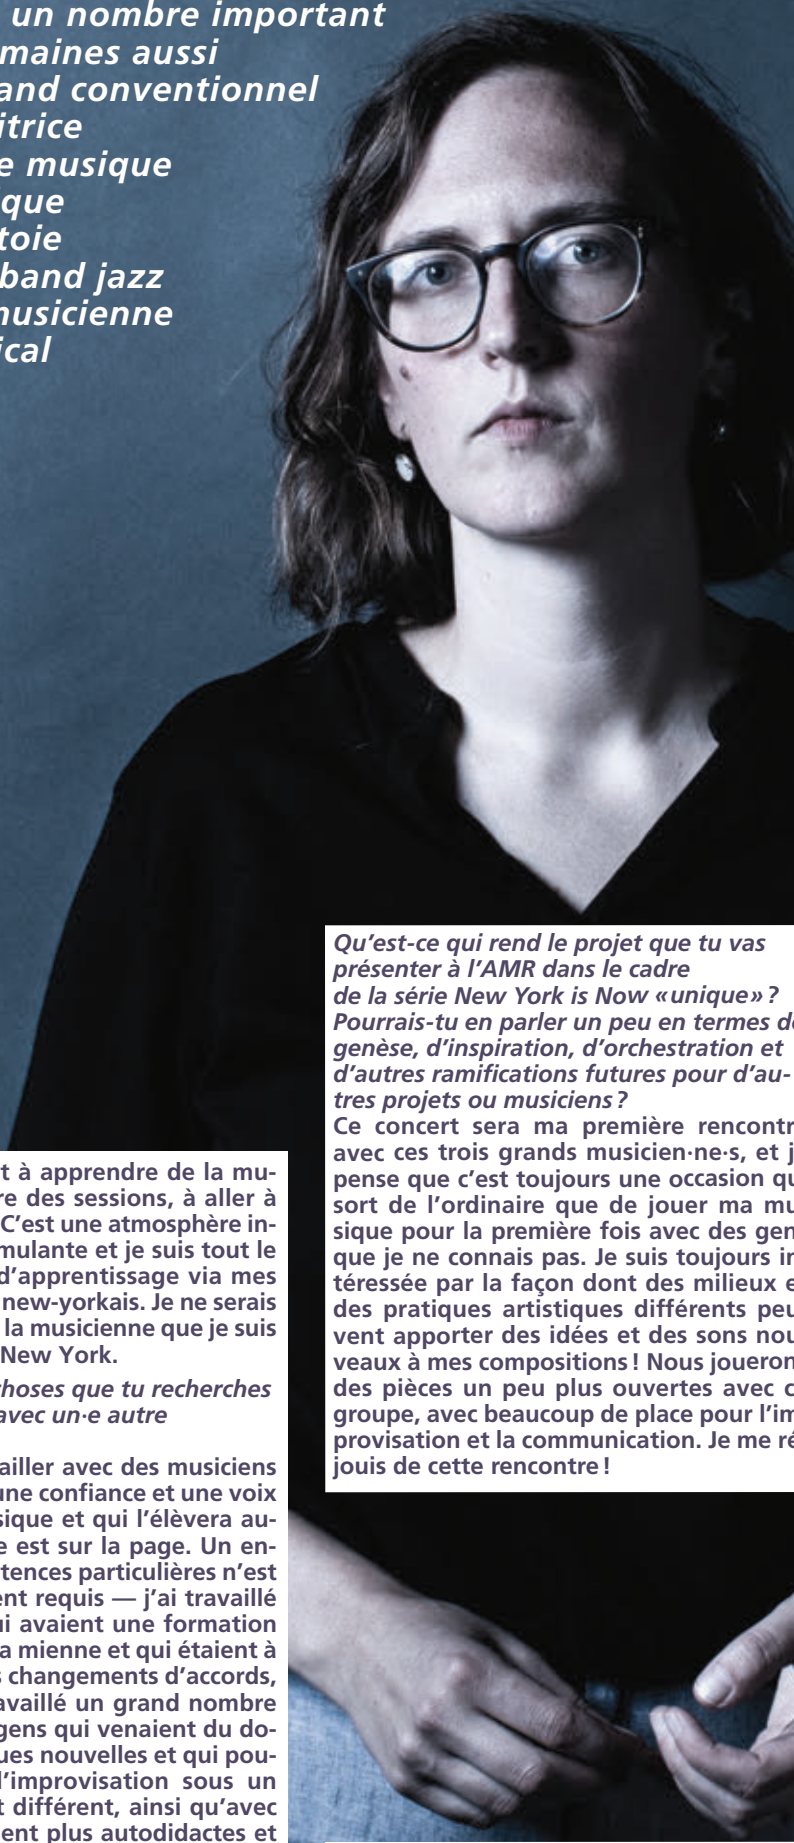 un nombre important
maines aussi
and conventionnel
itrice
e musique
ique
toie
band jazz
musicienne
ical
t à apprendre de la mu-
re des sessions, à aller à
C’est une atmosphère in-
mulante et je suis tout le
d’apprentissage via mes
new-yorkais. Je ne serais
la musicienne que je suis
New York.
choses que tu recherches
avec un·e autre
ailler avec des musiciens
une confiance et une voix
sique et qui l’élèvera au-
e est sur la page. Un en-
tences particulières n’est
ent requis — j’ai travaillé
ui avaient une formation
a mienne et qui étaient à
s changements d’accords,
availlé un grand nombre
gens qui venaient du do-
ues nouvelles et qui pou-
l’improvisation sous un
t différent, ainsi qu’avec
ent plus autodidactes et
Qu’est-ce qui rend le projet que tu vas
présenter à l’AMR dans le cadre
de la série New York is Now «unique» ?
Pourrais-tu en parler un peu en termes de
genèse, d’inspiration, d’orchestration et
d’autres ramifications futures pour d’au-
tres projets ou musiciens ?
Ce concert sera ma première rencontr
avec ces trois grands musicien·ne·s, et j
pense que c’est toujours une occasion qu
sort de l’ordinaire que de jouer ma mu
sique pour la première fois avec des gen
que je ne connais pas. Je suis toujours in
téressée par la façon dont des milieux e
des pratiques artistiques différents peu
vent apporter des idées et des sons nou
veaux à mes compositions ! Nous joueron
des pièces un peu plus ouvertes avec c
groupe, avec beaucoup de place pour l’im
provisation et la communication. Je me ré
jouis de cette rencontre !